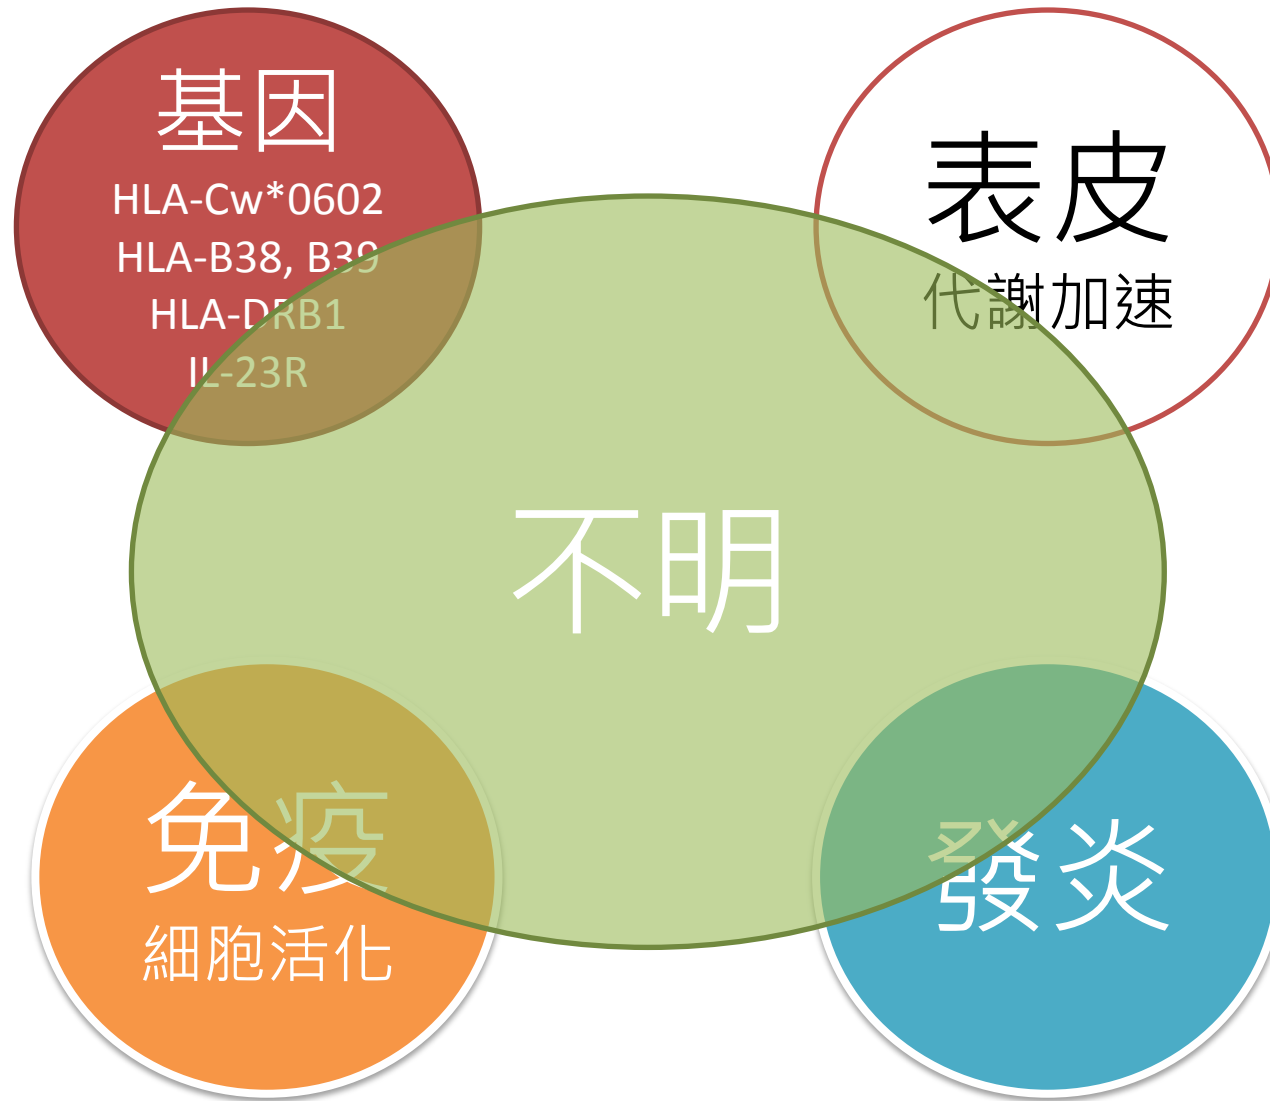 基因
HLA-Cw*0602
HLA-B38, B39
HLA-DRB1
IL-23R
表皮
代謝加速
不明
免疫
細胞活化
發炎